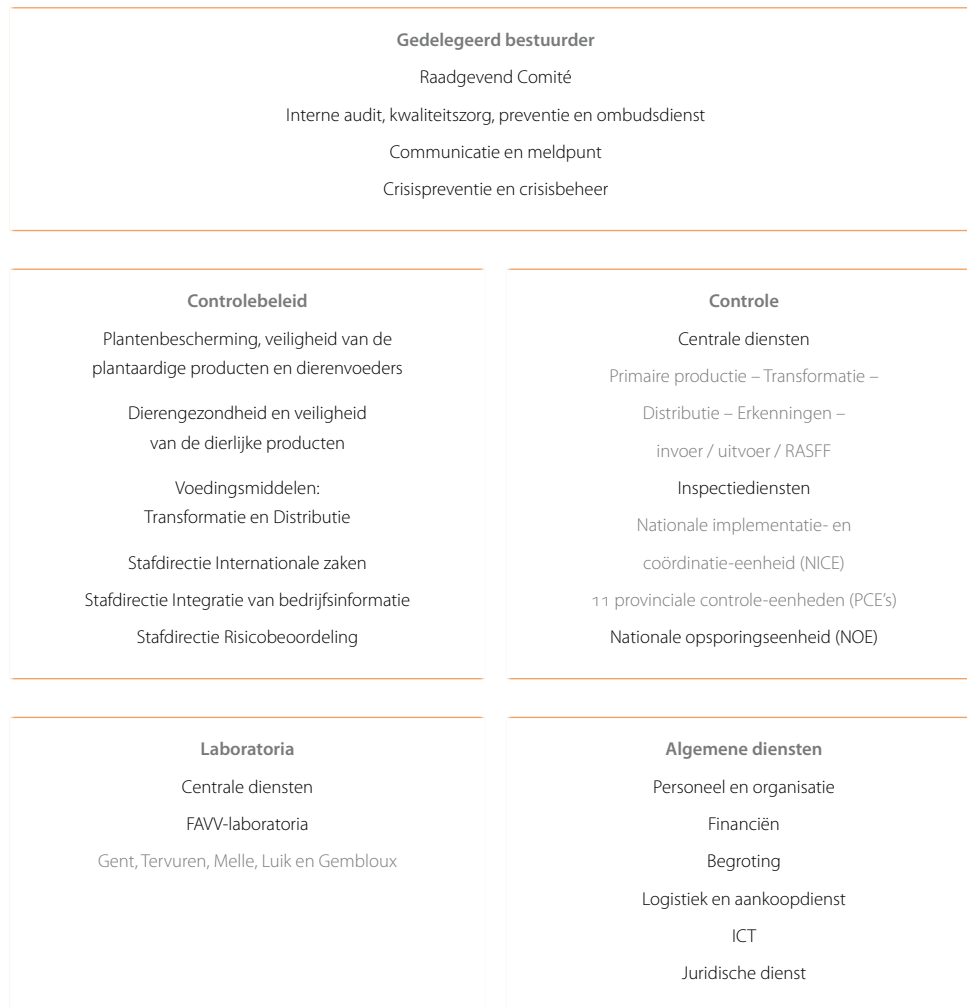 Gedelegeerd bestuurder
Raadgevend Comité
Interne audit, kwaliteitszorg, preventie en ombudsdienst
Communicatie en meldpunt
Crisispreventie en crisisbeheer
Controlebeleid
Plantenbescherming, veiligheid van de
plantaardige producten en dierenvoeders
Dierengezondheid en veiligheid
van de dierlijke producten
Voedingsmiddelen:
Transformatie en Distributie
Stafdirectie Internationale zaken
Stafdirectie Integratie van bedrijfsinformatie
Stafdirectie Risicobeoordeling
Controle
Centrale diensten
Primaire productie – Transformatie –
Distributie – Erkenningen –
invoer / uitvoer / RASFF
Inspectiediensten
Nationale implementatie- en
coördinatie-eenheid (NICE)
11 provinciale controle-eenheden (PCE's)
Nationale opsporingseenheid (NOE)
Laboratoria
Centrale diensten
FAVV-laboratoria
Gent, Tervuren, Melle, Luik en Gembloux
Algemene diensten
Personeel en organisatie
Financiën
Begroting
Logistiek en aankoopdienst
ICT
Juridische dienst